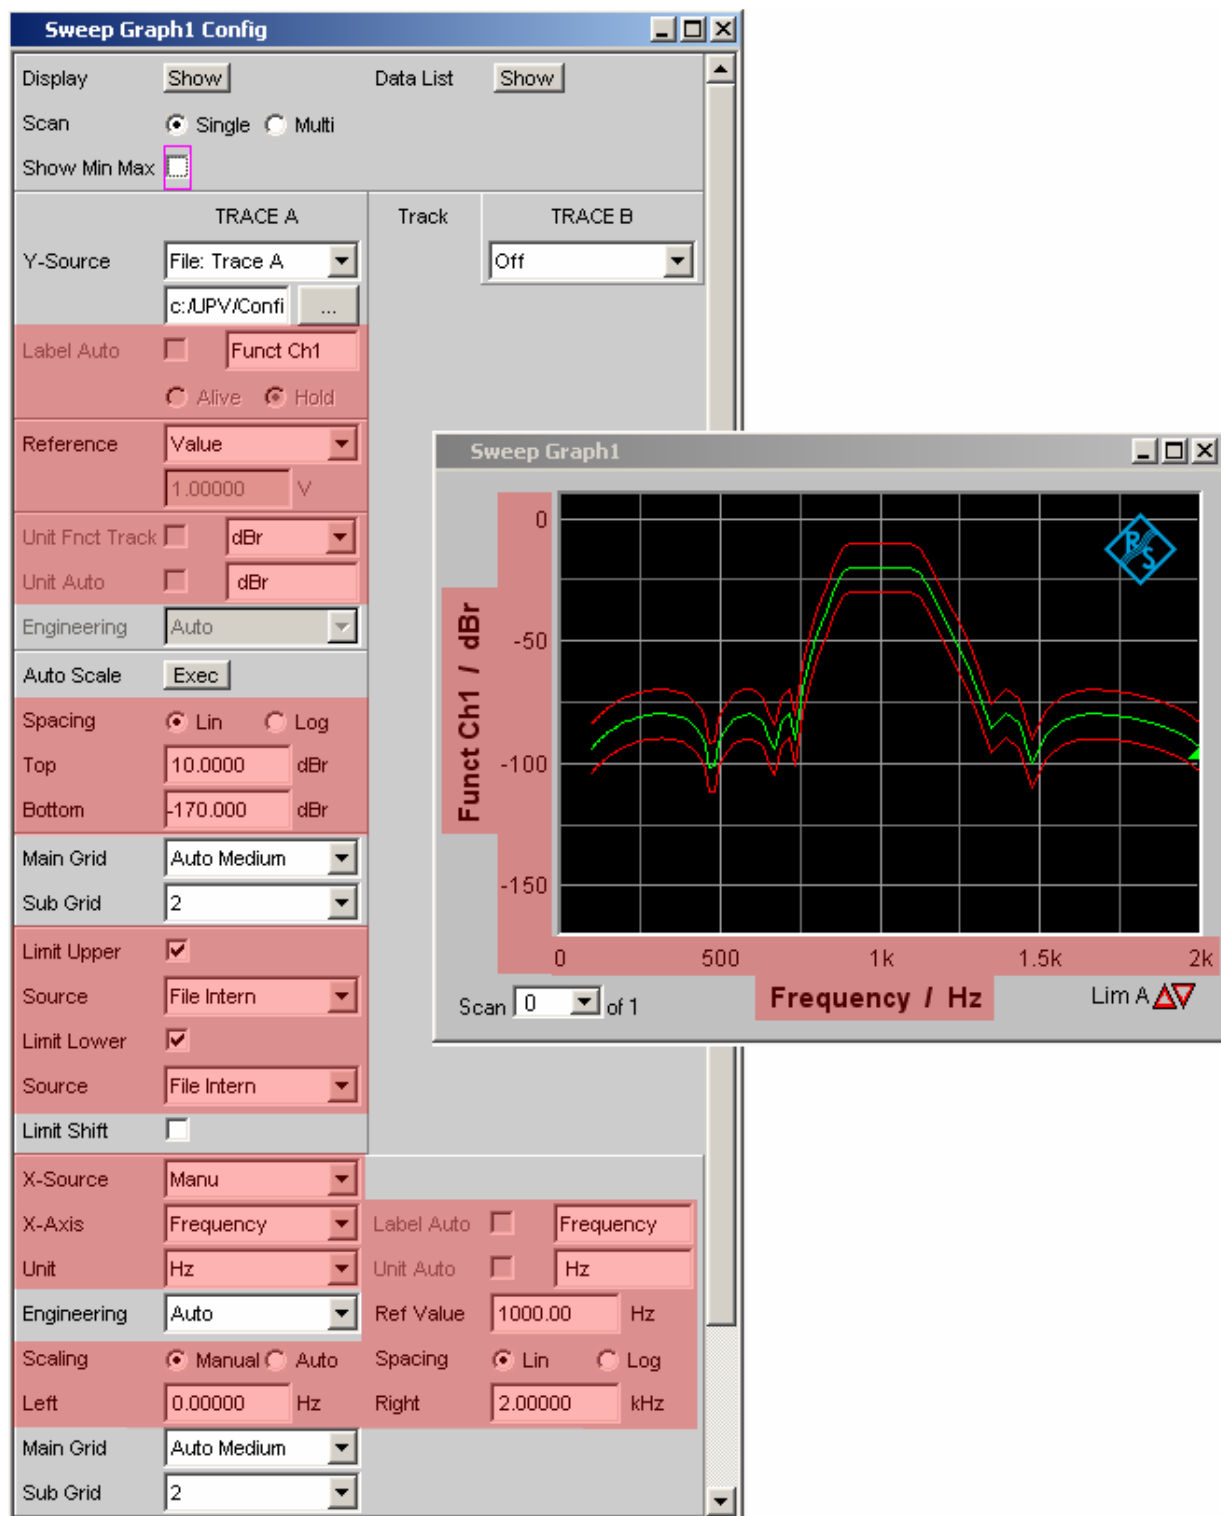 Sweep Graph1 Config
Display Show Data List Show
Scan Single Multi
Show Min Max
TRACE A Track TRACE B
Y-Source File: Trace A Off
c:/UPV/Confi ...
Label Auto Funct Ch1
Alive Hold
Reference Value
1.00000 V
Unit Fnct Track dBr
Unit Auto dBr
Engineering Auto
Auto Scale Exec
Spacing Lin Log
Top 10.0000 dBr
Bottom -170.000 dBr
Main Grid Auto Medium
Sub Grid 2
Limit Upper
Source File Intern
Limit Lower
Source File Intern
Limit Shift
X-Source Manu
X-Axis Frequency Label Auto Frequency
Unit Hz Unit Auto Hz
Engineering Auto Ref Value 1000.00 Hz
Scaling Manual Auto Spacing Lin Log
Left 0.00000 Hz Right 2.00000 kHz
Main Grid Auto Medium
Sub Grid 2
Sweep Graph1
R S
Funct Ch1 / dBr
0
-50
-100
-150
0 500 1k 1.5k 2k
Frequency / Hz
Scan 0 of 1
Lim A